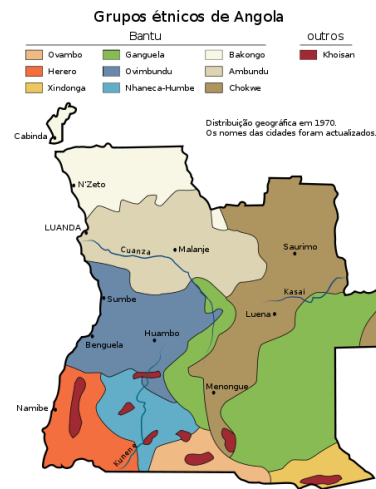 Grupos étnicos de Angola
Bantu
outros
Ovambo
Ganguela
Bakongo
Khoisan
Herero
Ovimbundu
Ambundu
Xindonga
Nhaneca-Humbe
Chokwe
Distribuição geográfica em 1970.
Os nomes das cidades foram actualizados.
Cabinda
N'Zeto
LUANDA
Cuanza
Malanje
Saurimo
Kasai
Sumbe
Luena
Huambo
Benguela
Menongue
Namibe
Kunene